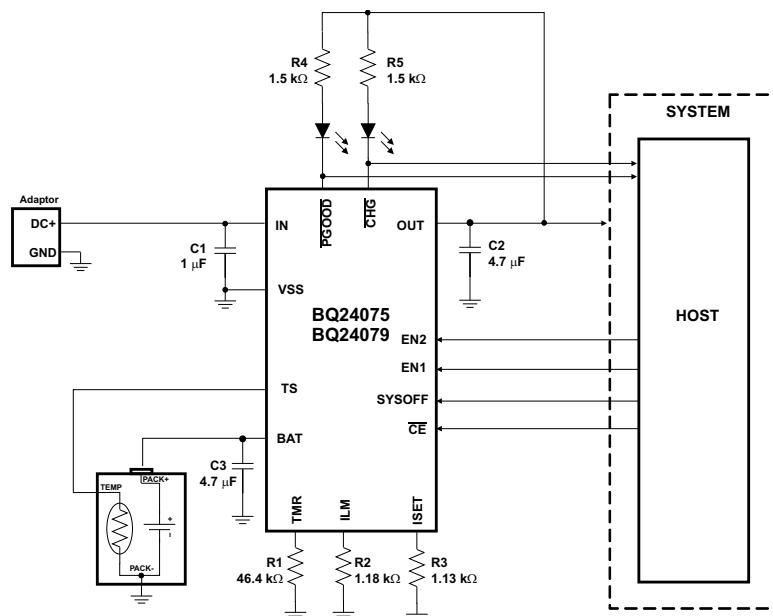 R4
1.5 kΩ
R5
1.5 kΩ
SYSTEM
Adaptor
DC+
GND
C1
1 μF
IN
VSS
PGOOD
CHG
OUT
C2
4.7 μF
BQ24075
BQ24079
HOST
EN2
EN1
SYSOFF
CE
TS
BAT
C3
4.7 μF
TEMP
PACK+
+
PACK-
TMR
ILM
ISET
R1
46.4 kΩ
R2
1.18 kΩ
R3
1.13 kΩ